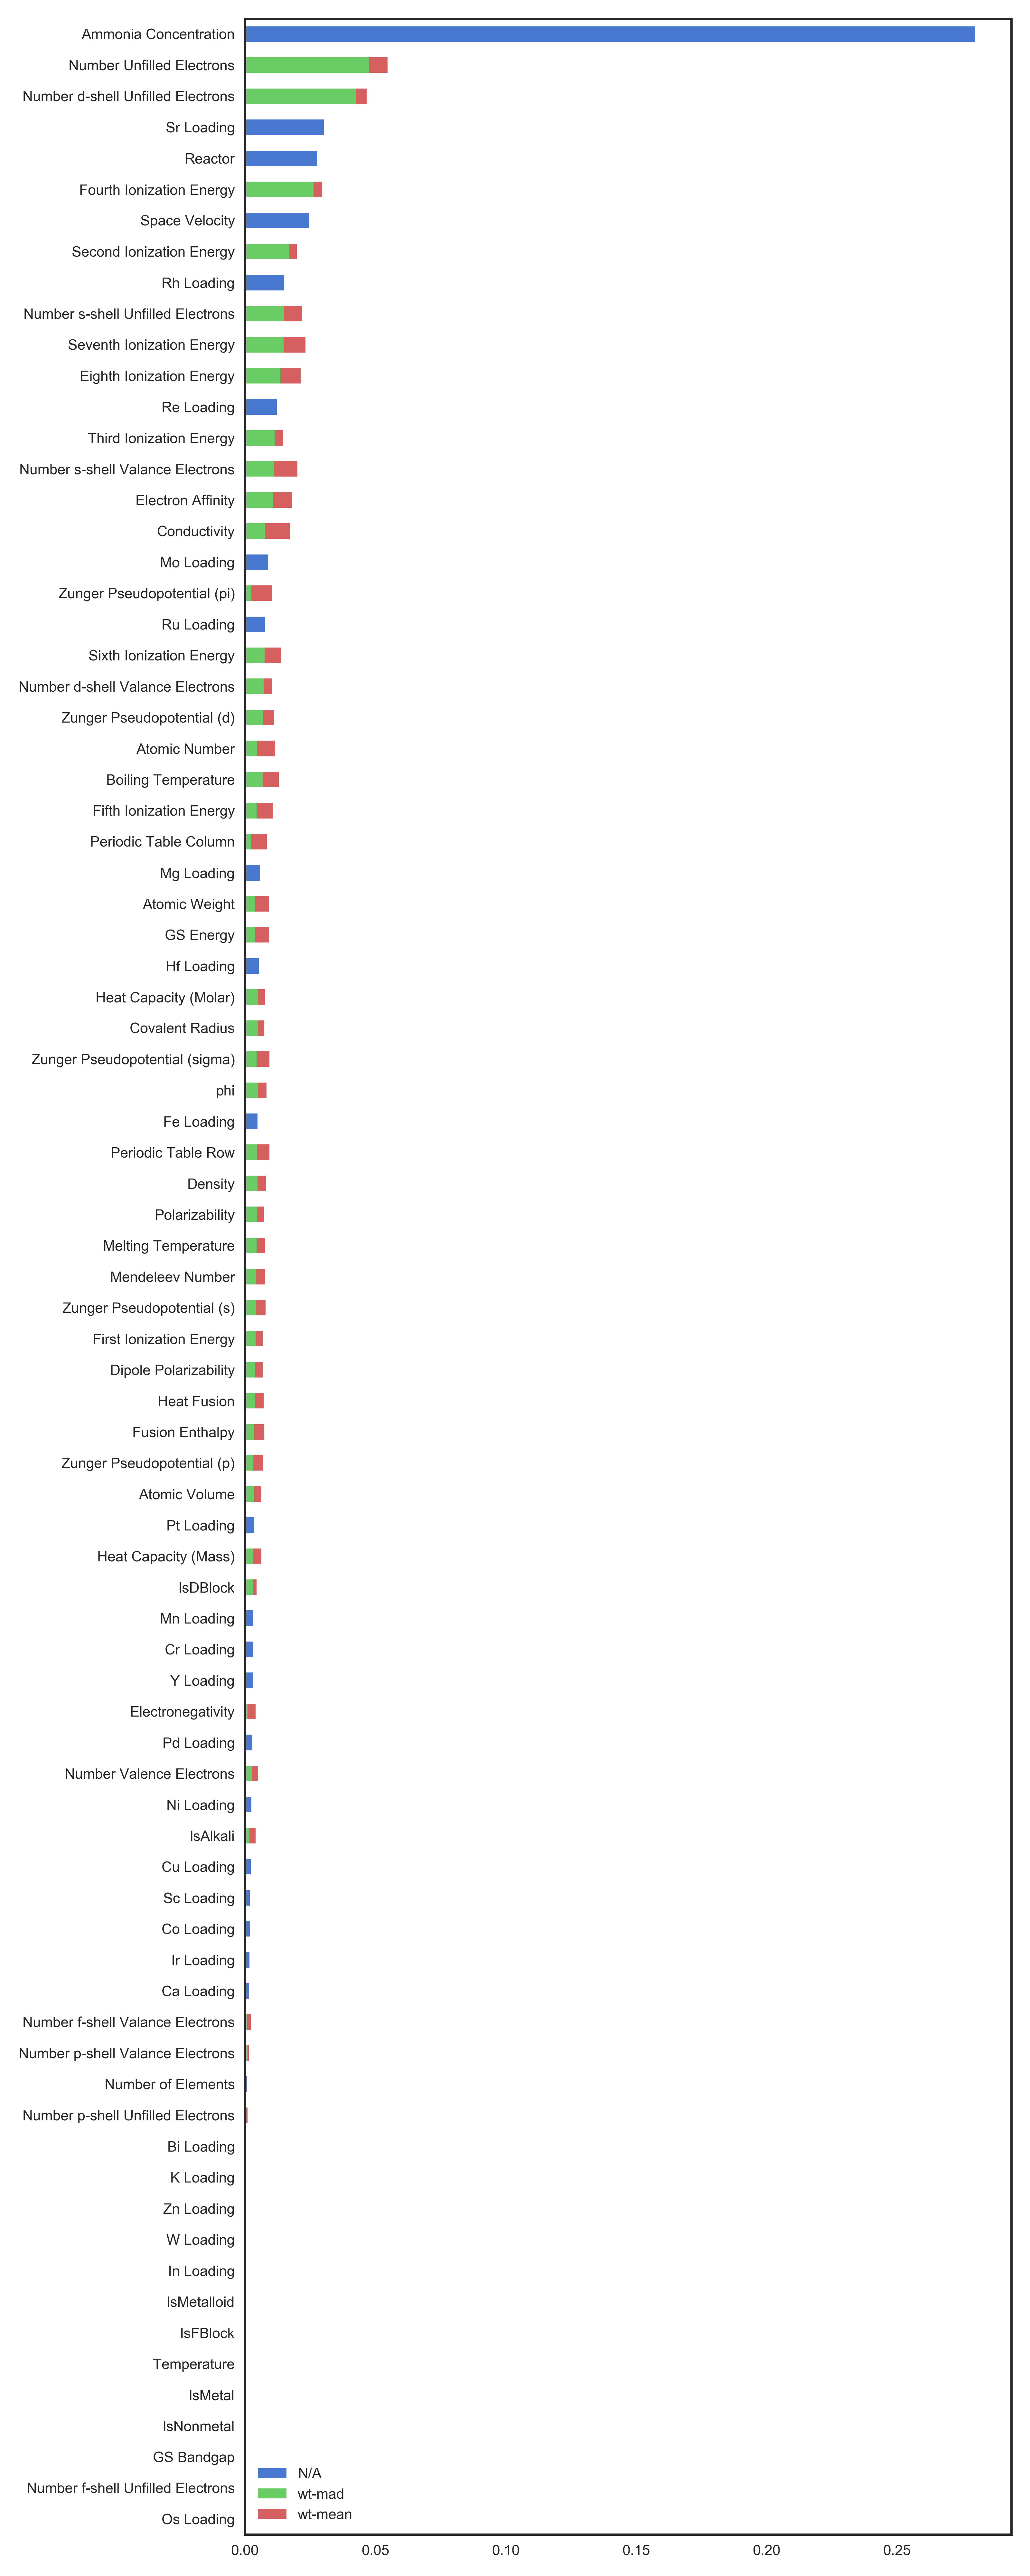 Ammonia Concentration
Number Unfilled Electrons
Number d-shell Unfilled Electrons
Sr Loading
Reactor
Fourth Ionization Energy
Space Velocity
Second Ionization Energy
Rh Loading
Number s-shell Unfilled Electrons
Seventh Ionization Energy
Eighth Ionization Energy
Re Loading
Third Ionization Energy
Number s-shell Valance Electrons
Electron Affinity
Conductivity
Mo Loading
Zunger Pseudopotential (pi)
Ru Loading
Sixth Ionization Energy
Number d-shell Valance Electrons
Zunger Pseudopotential (d)
Atomic Number
Boiling Temperature
Fifth Ionization Energy
Periodic Table Column
Mg Loading
Atomic Weight
GS Energy
Hf Loading
Heat Capacity (Molar)
Covalent Radius
Zunger Pseudopotential (sigma)
phi
Fe Loading
Periodic Table Row
Density
Polarizability
Melting Temperature
Mendeleev Number
Zunger Pseudopotential (s)
First Ionization Energy
Dipole Polarizability
Heat Fusion
Fusion Enthalpy
Zunger Pseudopotential (p)
Atomic Volume
Pt Loading
Heat Capacity (Mass)
IsDBlock
Mn Loading
Cr Loading
Y Loading
Electronegativity
Pd Loading
Number Valence Electrons
Ni Loading
IsAlkali
Cu Loading
Sc Loading
Co Loading
Ir Loading
Ca Loading
Number f-shell Valance Electrons
Number p-shell Valance Electrons
Number of Elements
Number p-shell Unfilled Electrons
Bi Loading
K Loading
Zn Loading
W Loading
In Loading
IsMetalloid
IsFBlock
Temperature
IsMetal
IsNonmetal
GS Bandgap
Number f-shell Unfilled Electrons
Os Loading
N/A
wt-mad
wt-mean
0.00 0.05 0.10 0.15 0.20 0.25